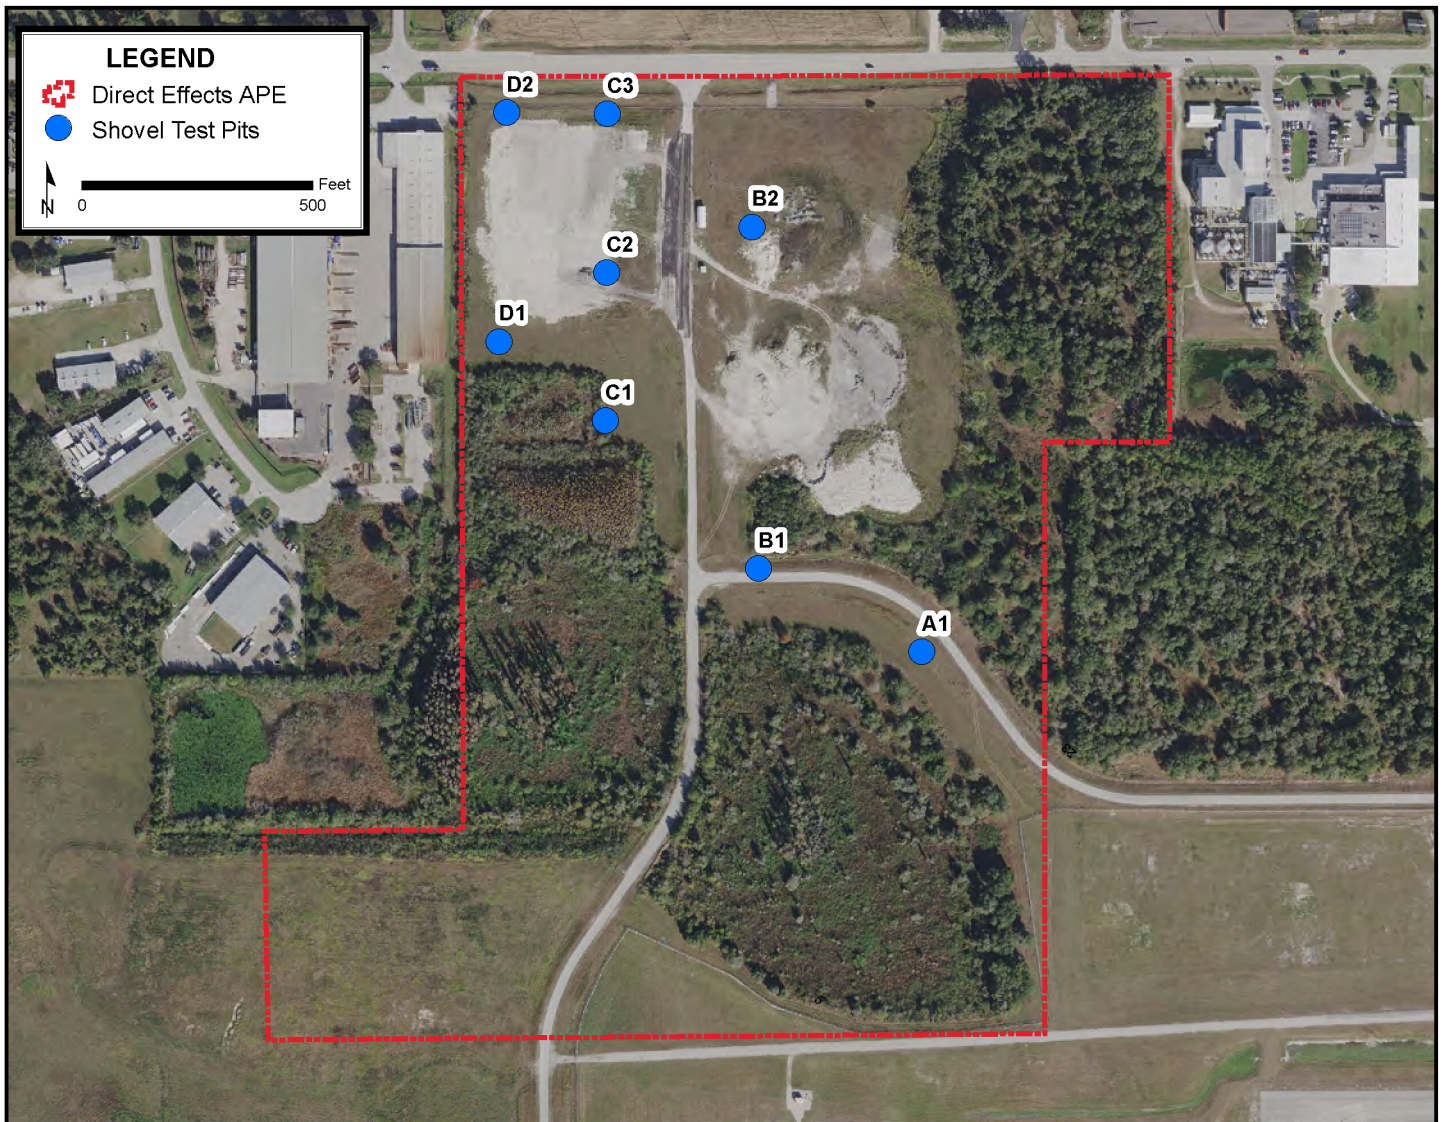 LEGEND
Direct Effects APE
Shovel Test Pits
N
0 500 Feet
D2
C3
B2
C2
D1
C1
B1
A1